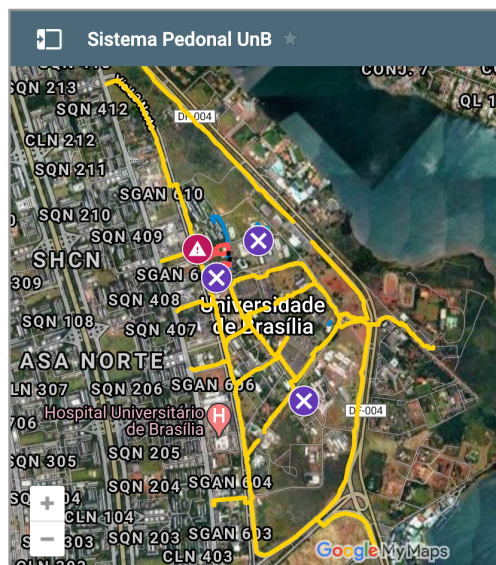 Sistema Pedonal UnB
CONJ. 7
SQN 213
QL 1
SQN 412
DF-004
CLN 212
SQN 211
SGAN 610
SQN 210
SQN 409
SHCN
SGAN 6
309
SQN 408
Universidade
de Brasília
SQN 108
SQN 407
ASA NORTE
LN 307
SQN 206
SGAN 606
Hospital Universitário
de Brasília
H
DF-004
706
SQN 205
SQN 305
SQN 204
SGAN 604
CLN 104
303
SQN 203
SGAN 603
CLN 403
Google My Maps